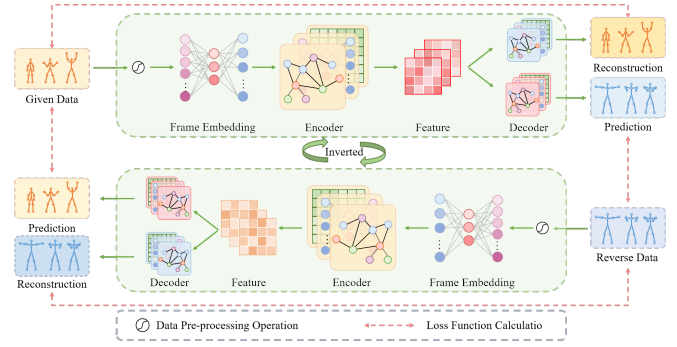 Given Data
Frame Embedding
Encoder
Feature
Decoder
Reconstruction
Prediction
Inverted
Prediction
Reconstruction
Decoder
Feature
Encoder
Frame Embedding
Reverse Data
Data Pre-processing Operation
Loss Function Calculatio